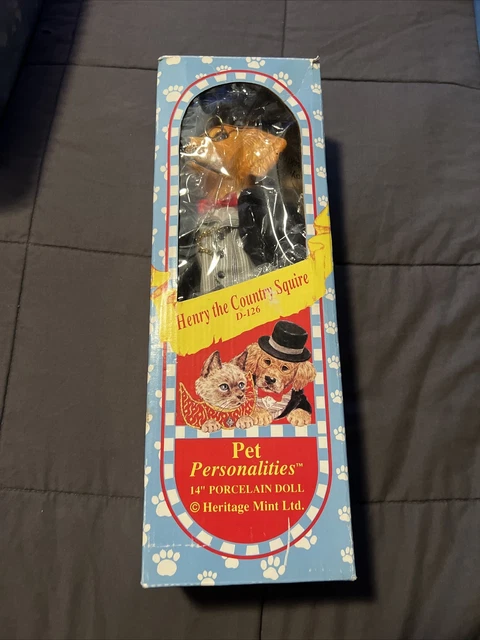 Henry the Country Squire
D-126
Pet
Personalities™
14" PORCELAIN DOLL
© Heritage Mint Ltd.